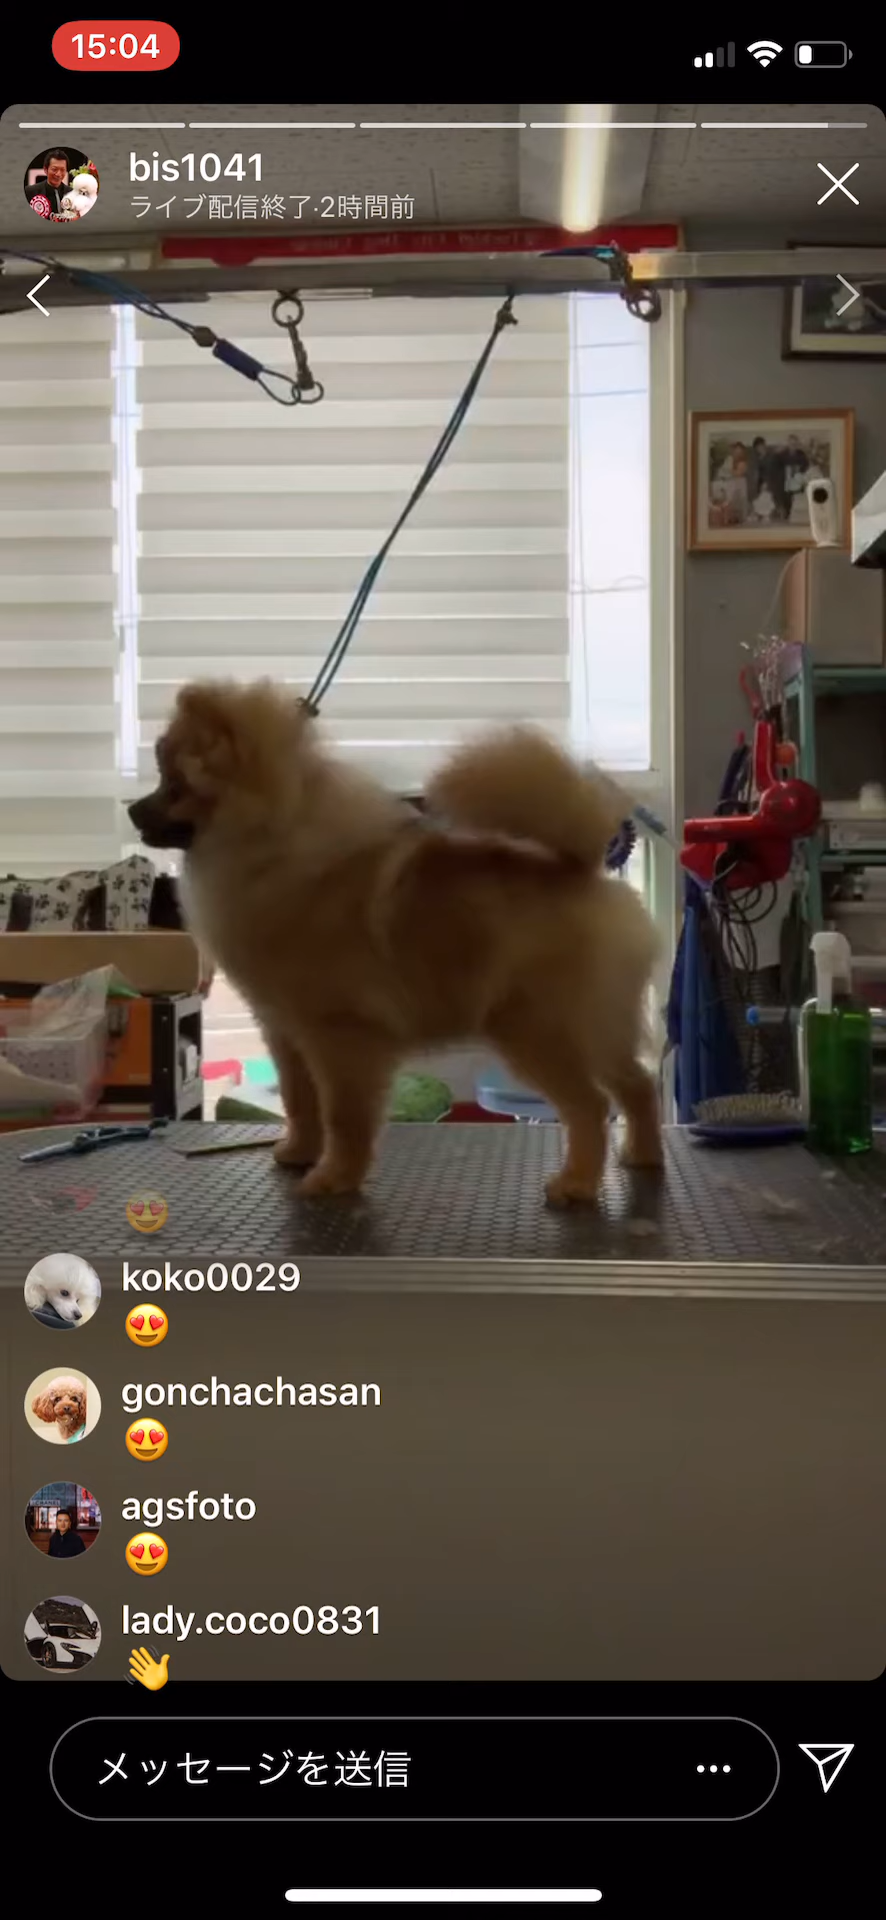 15:04
bis1041
ライブ配信終了·2時間前
koko0029
gonchachasan
agsfoto
lady.coco0831
メッセージを送信